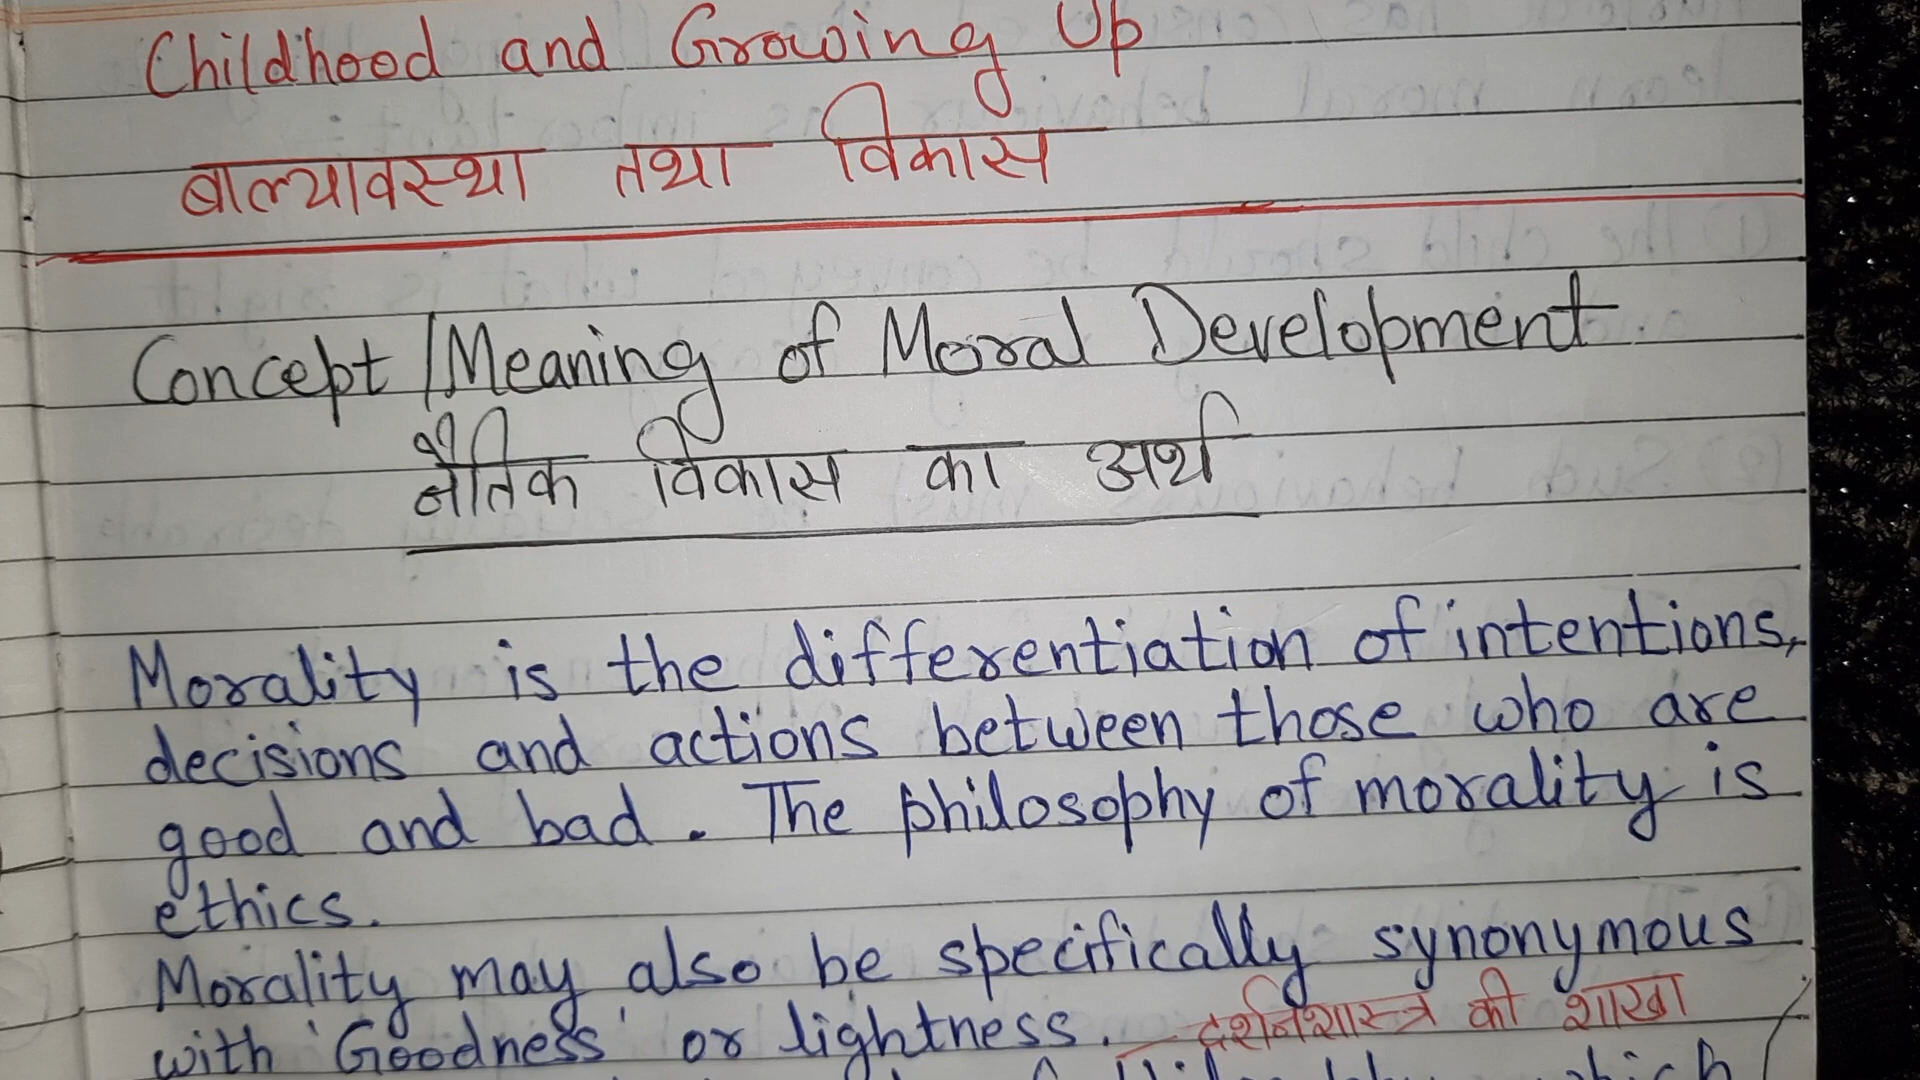 Childhood and Growing Up
बाल्यावस्था तथा विकास
Concept / Meaning of Moral Development
नैतिक विकास का अर्थ
Morality is the differentiation of intentions,
decisions and actions between those who are
good and bad. The philosophy of morality is
ethics.
Morality may also be specifically synonymous
with 'Goodness' or lightness.
दर्शनशास्त्र की शाखा